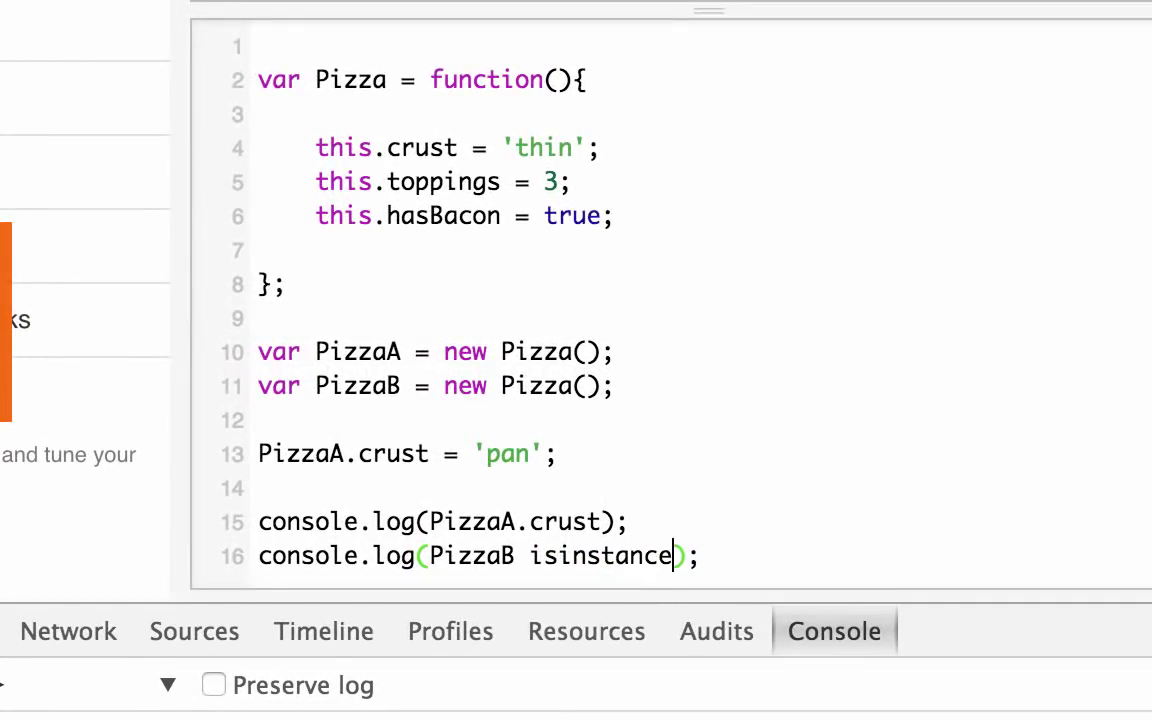 1
2 var Pizza = function(){
3
4 this.crust = 'thin';
5 this.toppings = 3;
6 this.hasBacon = true;
7
8 };
9
ks
10 var PizzaA = new Pizza();
11 var PizzaB = new Pizza();
12
and tune your
13 PizzaA.crust = 'pan';
14
15 console.log(PizzaA.crust);
16 console.log(PizzaB isinstance);
Network Sources Timeline Profiles Resources Audits Console
▼ Preserve log